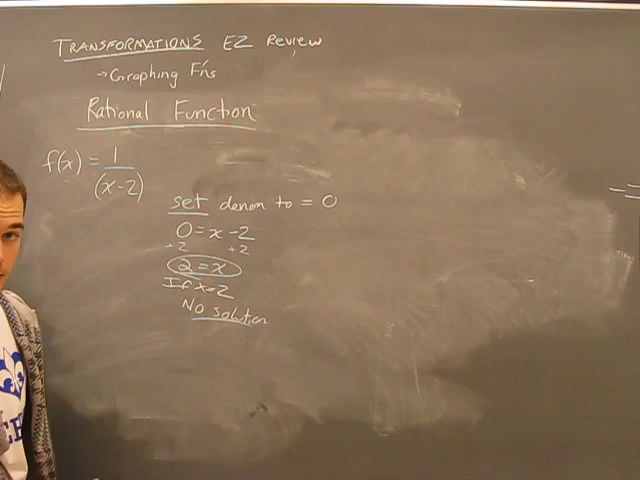 TRANSFORMATIONS EZ Review
→Graphing Fn's
Rational Function
f(x) = 1/(x-2)
set denom to = 0
0 = x - 2
+2 +2
2 = x
If x=2
No solution